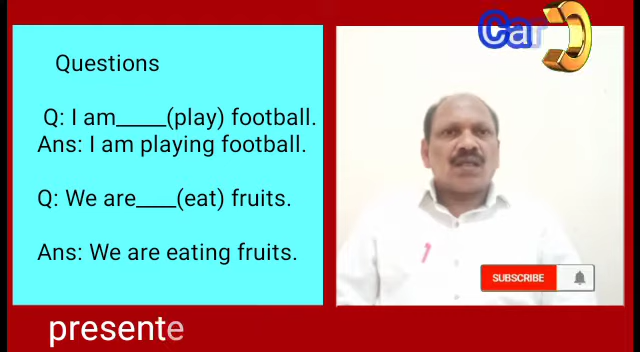 Car
Questions
Q: I am_____(play) football.
Ans: I am playing football.
Q: We are____(eat) fruits.
Ans: We are eating fruits.
SUBSCRIBE
presente